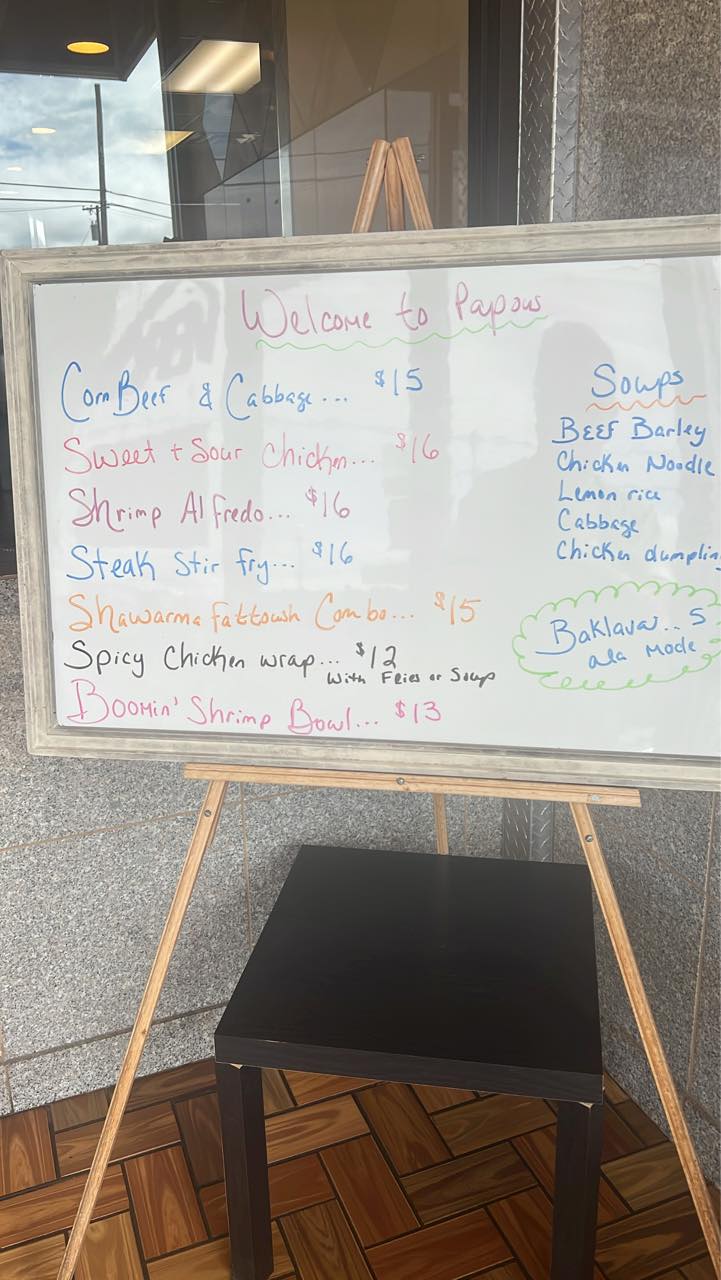 Welcome to Papous
Corn Beef & Cabbage... $15
Sweet + Sour Chicken... $16
Shrimp Alfredo... $16
Steak Stir fry... $16
Shawarma Fattoush Combo... $15
Spicy Chicken wrap... $12
With Fries or Soup
Boomin' Shrimp Bowl... $13
Soups
Beef Barley
Chicken Noodle
Lemon rice
Cabbage
Chicken dumplin
Baklava... 5
ala Mode